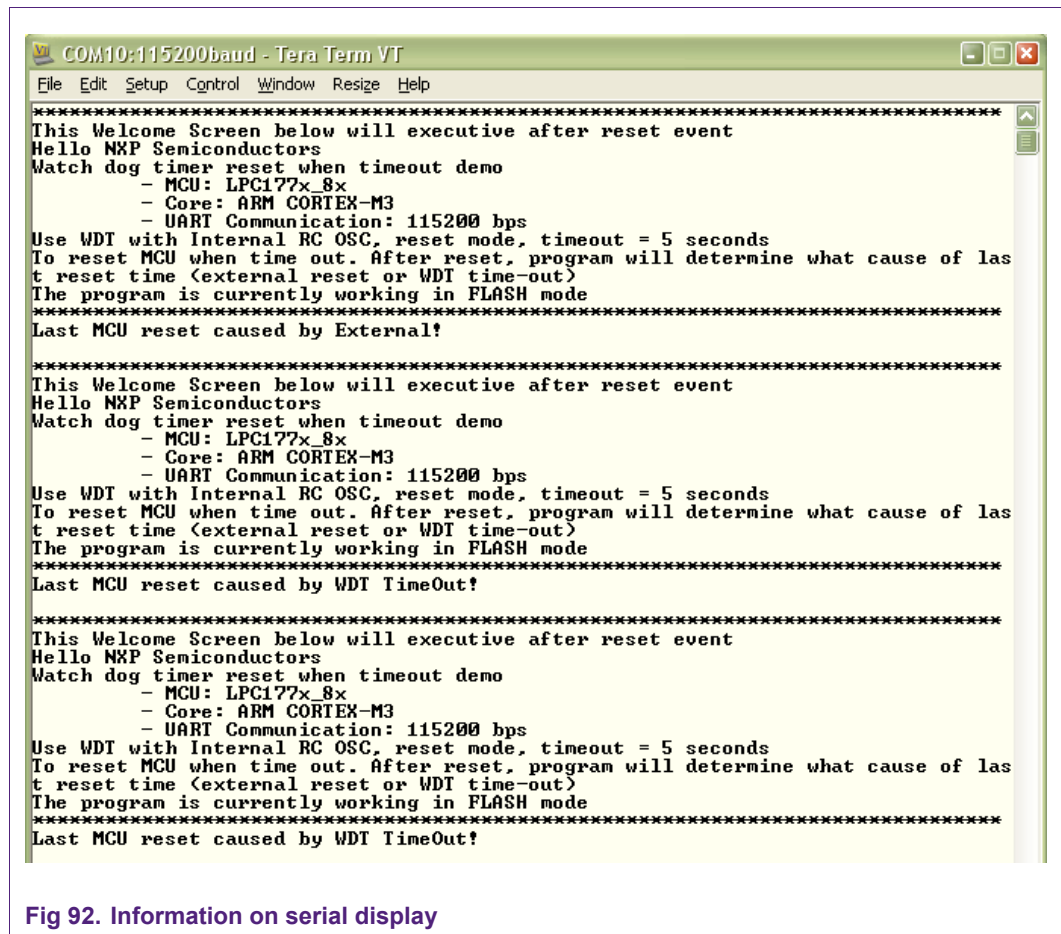 COM10:115200baud - Tera Term VT
File Edit Setup Control Window Resize Help
********************************************************************************
This Welcome Screen below will executive after reset event
Hello NXP Semiconductors
Watch dog timer reset when timeout demo
- MCU: LPC177x_8x
- Core: ARM CORTEX-M3
- UART Communication: 115200 bps
Use WDT with Internal RC OSC, reset mode, timeout = 5 seconds
To reset MCU when time out. After reset, program will determine what cause of las
t reset time (external reset or WDT time-out)
The program is currently working in FLASH mode
********************************************************************************
Last MCU reset caused by External!
********************************************************************************
This Welcome Screen below will executive after reset event
Hello NXP Semiconductors
Watch dog timer reset when timeout demo
- MCU: LPC177x_8x
- Core: ARM CORTEX-M3
- UART Communication: 115200 bps
Use WDT with Internal RC OSC, reset mode, timeout = 5 seconds
To reset MCU when time out. After reset, program will determine what cause of las
t reset time (external reset or WDT time-out)
The program is currently working in FLASH mode
********************************************************************************
Last MCU reset caused by WDT TimeOut!
********************************************************************************
This Welcome Screen below will executive after reset event
Hello NXP Semiconductors
Watch dog timer reset when timeout demo
- MCU: LPC177x_8x
- Core: ARM CORTEX-M3
- UART Communication: 115200 bps
Use WDT with Internal RC OSC, reset mode, timeout = 5 seconds
To reset MCU when time out. After reset, program will determine what cause of las
t reset time (external reset or WDT time-out)
The program is currently working in FLASH mode
********************************************************************************
Last MCU reset caused by WDT TimeOut!
Fig 92. Information on serial display